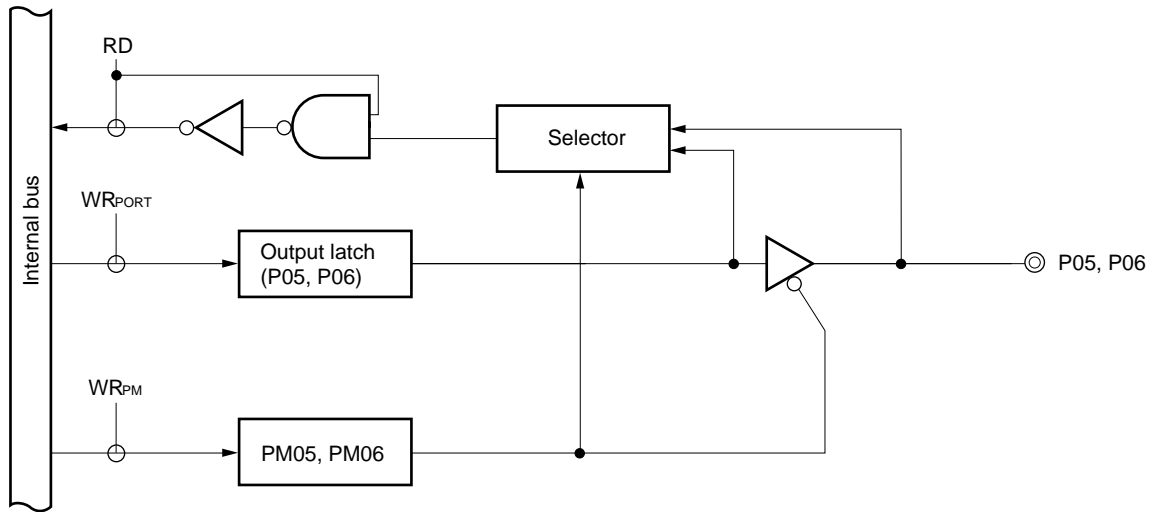 RD
Selector
WRPORT
Internal bus
Output latch
(P05, P06)
P05, P06
WRPM
PM05, PM06